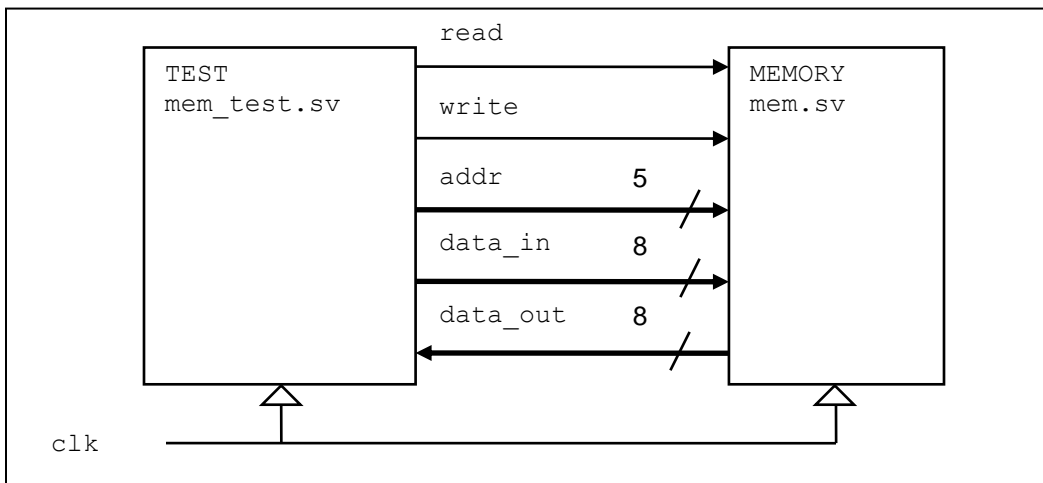 read
TEST
mem_test.sv
MEMORY
mem.sv
write
addr 5
data_in 8
data_out 8
clk